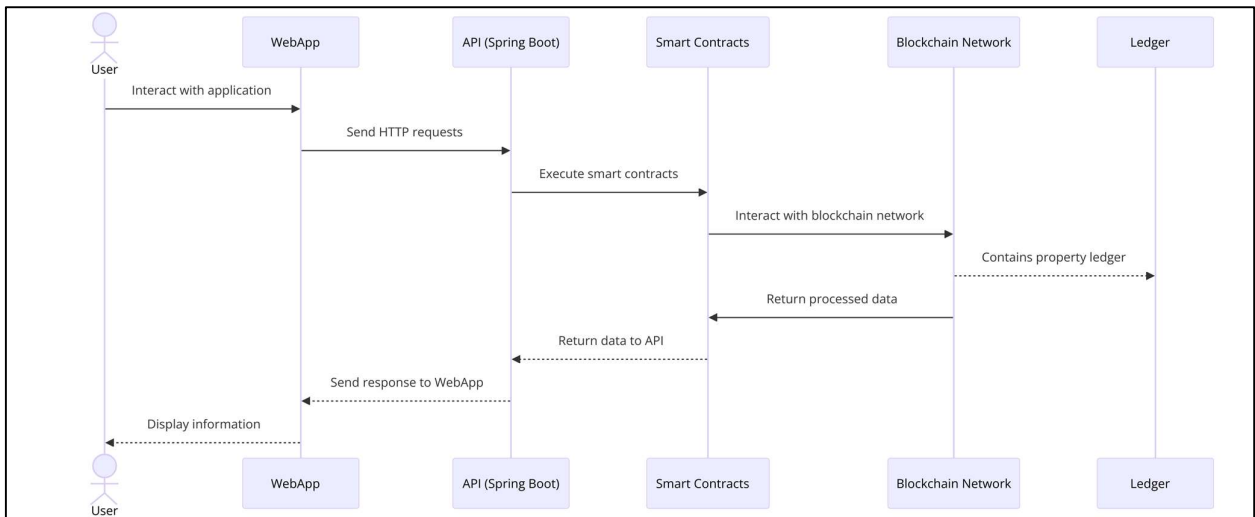 WebApp
API (Spring Boot)
Smart Contracts
Blockchain Network
Ledger
User
Interact with application
Send HTTP requests
Execute smart contracts
Interact with blockchain network
Contains property ledger
Return processed data
Return data to API
Send response to WebApp
Display information
WebApp
API (Spring Boot)
Smart Contracts
Blockchain Network
Ledger
User